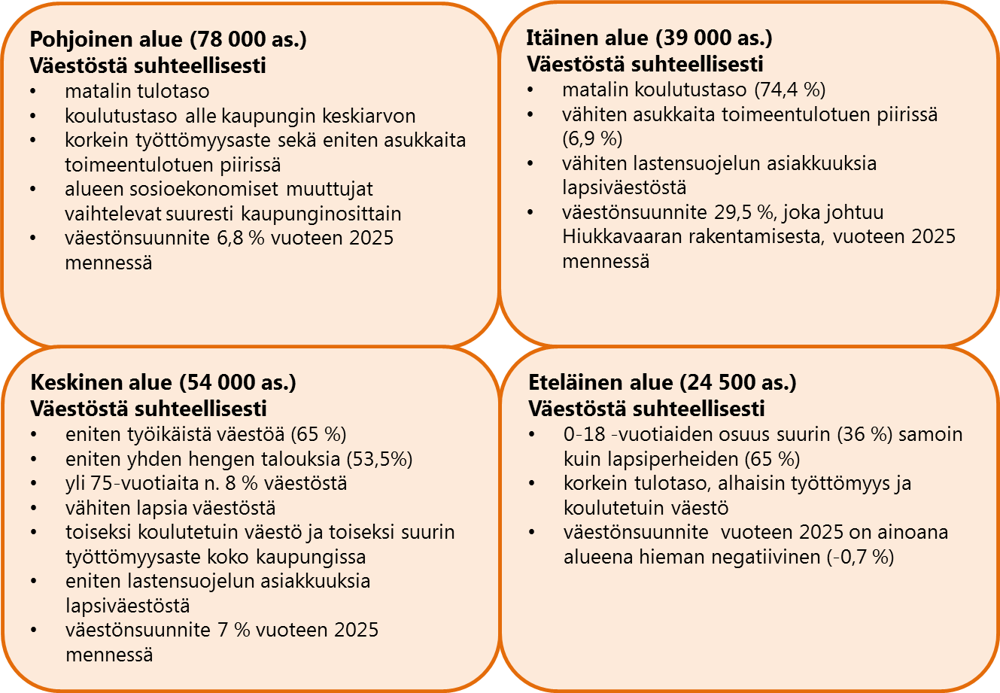 Pohjoinen alue (78 000 as.)
Väestöstä suhteellisesti
• matalin tulotaso
• koulutustaso alle kaupungin keskiarvon
• korkein työttömyysaste sekä eniten asukkaita
toimeentulotuen piirissä
• alueen sosioekonomiset muuttujat
vaihtelevat suuresti kaupunginosittain
• väestönsuunnite 6,8 % vuoteen 2025
mennessä
Itäinen alue (39 000 as.)
Väestöstä suhteellisesti
• matalin koulutustaso (74,4 %)
• vähiten asukkaita toimeentulotuen piirissä
(6,9 %)
• vähiten lastensuojelun asiakkuuksia
lapsiväestöstä
• väestönsuunnite 29,5 %, joka johtuu
Hiukkavaaran rakentamisesta, vuoteen 2025
mennessä
Keskinen alue (54 000 as.)
Väestöstä suhteellisesti
• eniten työikäistä väestöä (65 %)
• eniten yhden hengen talouksia (53,5%)
• yli 75-vuotiaita n. 8 % väestöstä
• vähiten lapsia väestöstä
• toiseksi koulutetuin väestö ja toiseksi suurin
työttömyysaste koko kaupungissa
• eniten lastensuojelun asiakkuuksia
lapsiväestöstä
• väestönsuunnite 7 % vuoteen 2025
mennessä
Eteläinen alue (24 500 as.)
Väestöstä suhteellisesti
• 0-18 -vuotiaiden osuus suurin (36 %) samoin
kuin lapsiperheiden (65 %)
• korkein tulotaso, alhaisin työttömyys ja
koulutetuin väestö
• väestönsuunnite vuoteen 2025 on ainoana
alueena hieman negatiivinen (-0,7 %)